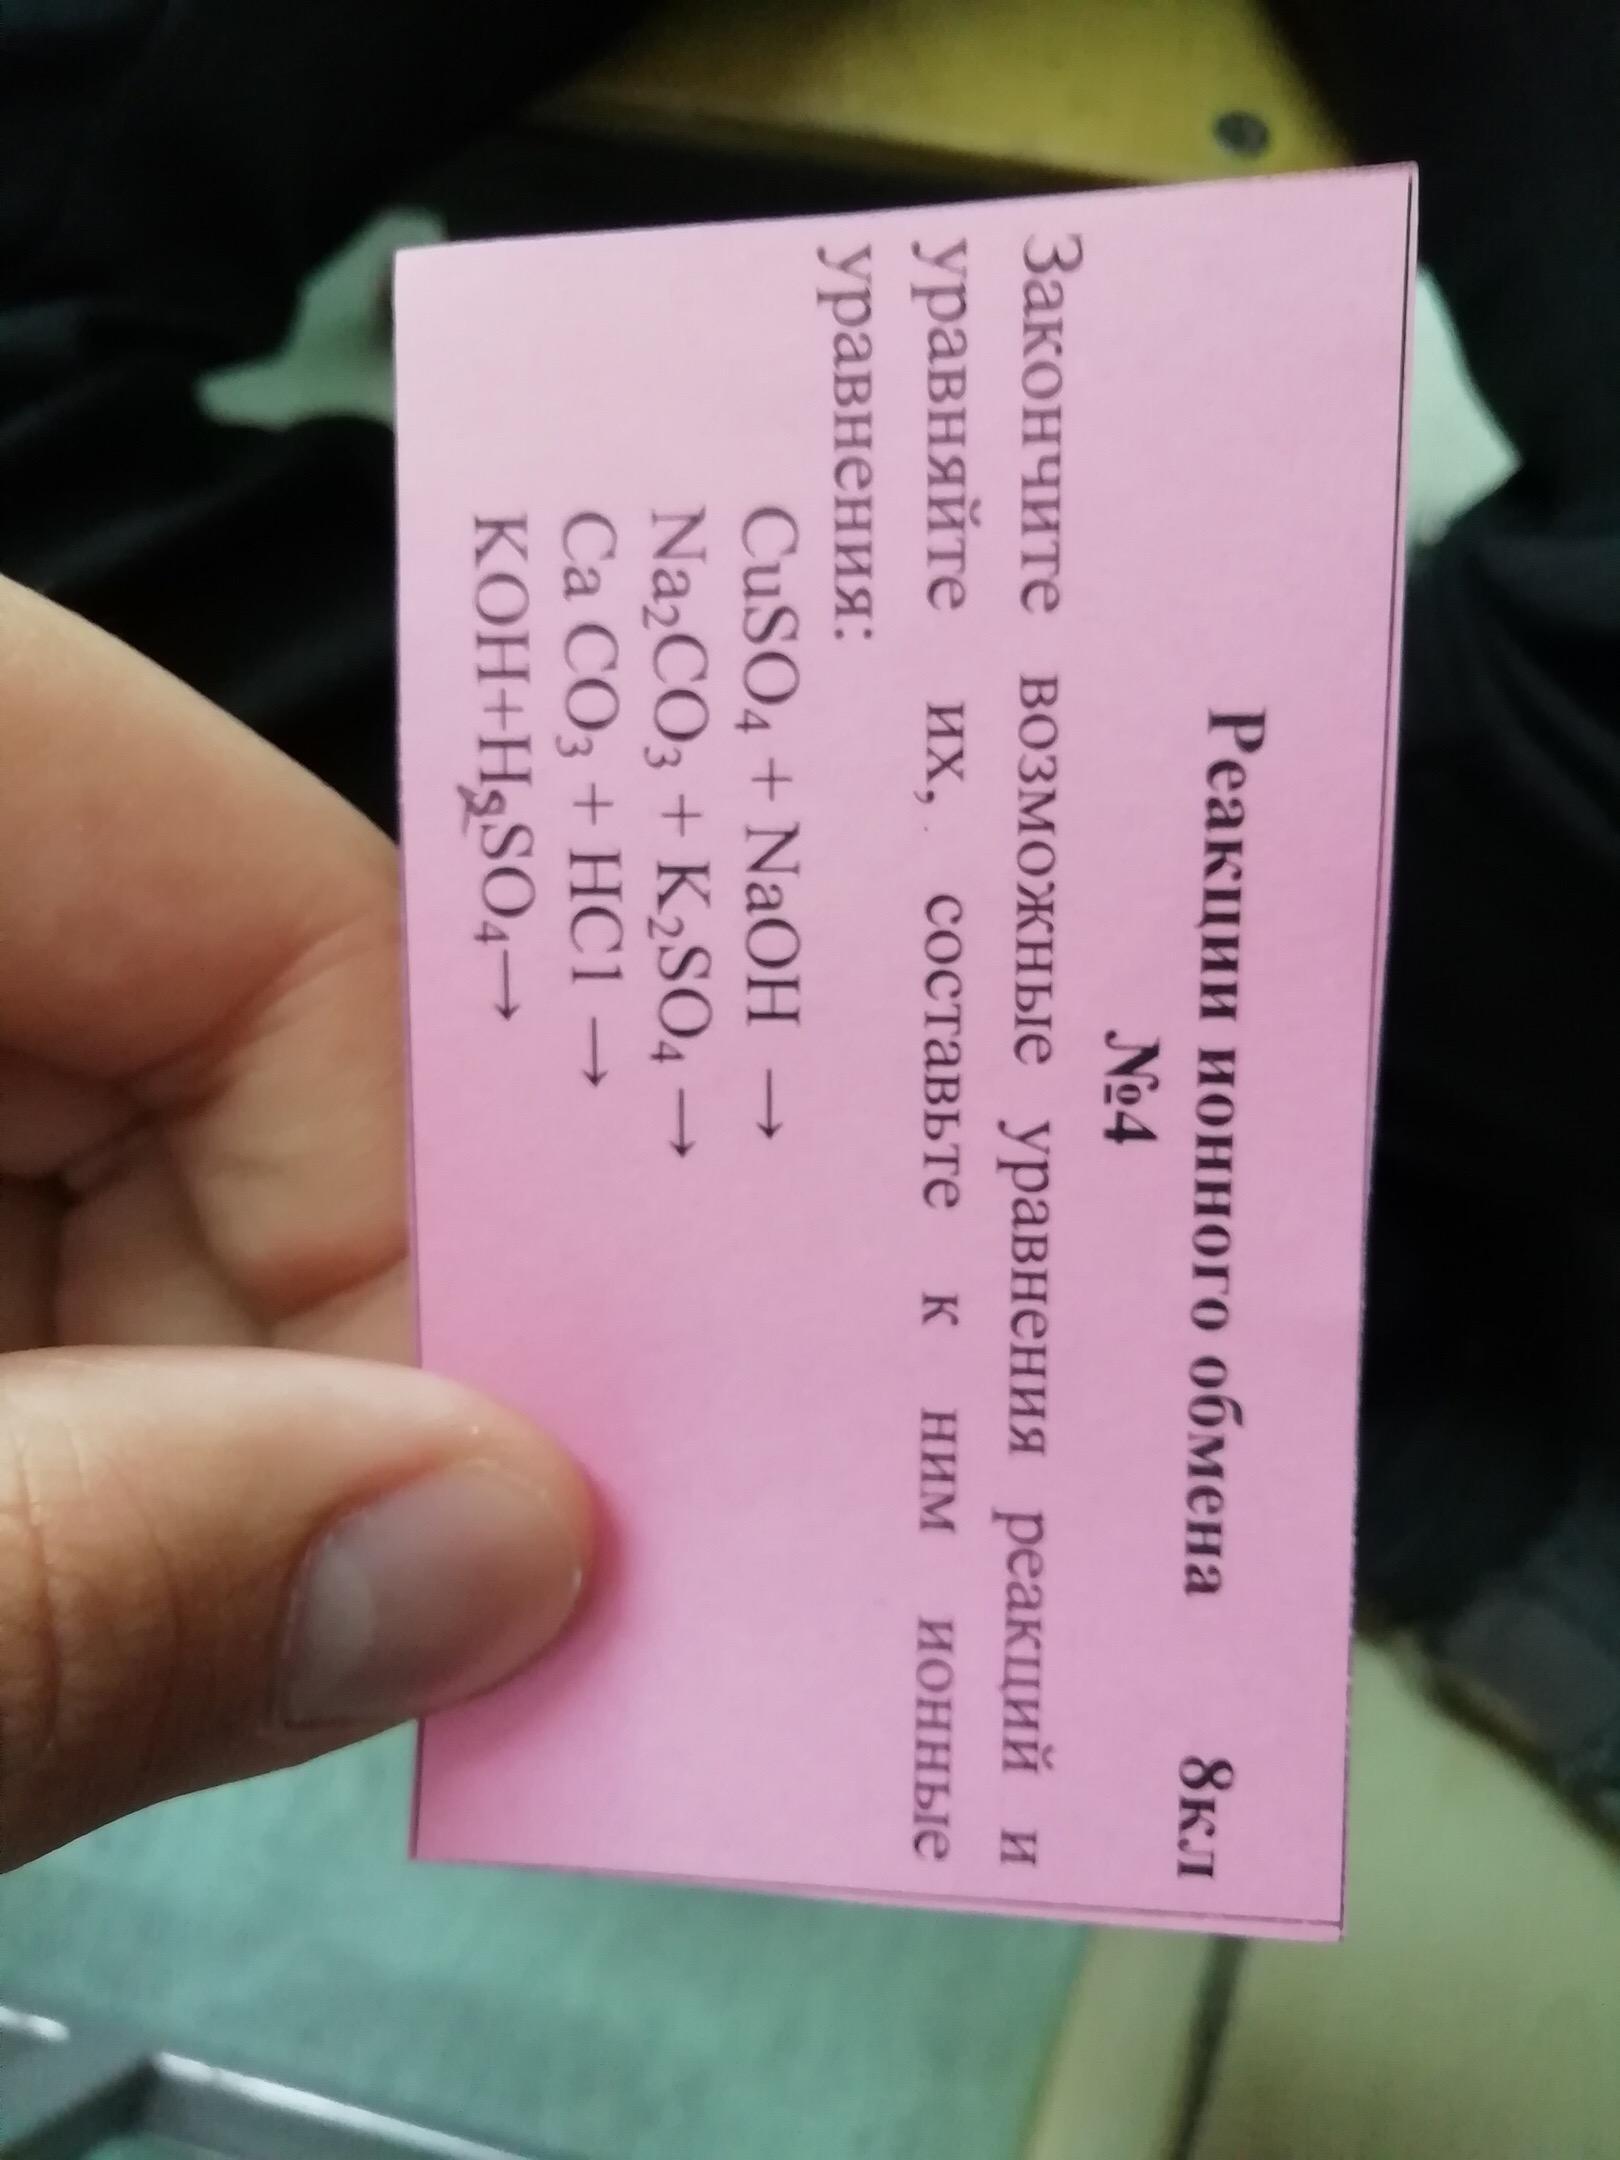 Реакции ионного обмена 8кл
№4
Закончите возможные уравнения реакций и
уравняйте их, составьте к ним ионные
уравнения:
CuSO₄ + NaOH →
Na₂CO₃ + K₂SO₄ →
Ca CO₃ + HCl →
KOH+H₂SO₄→